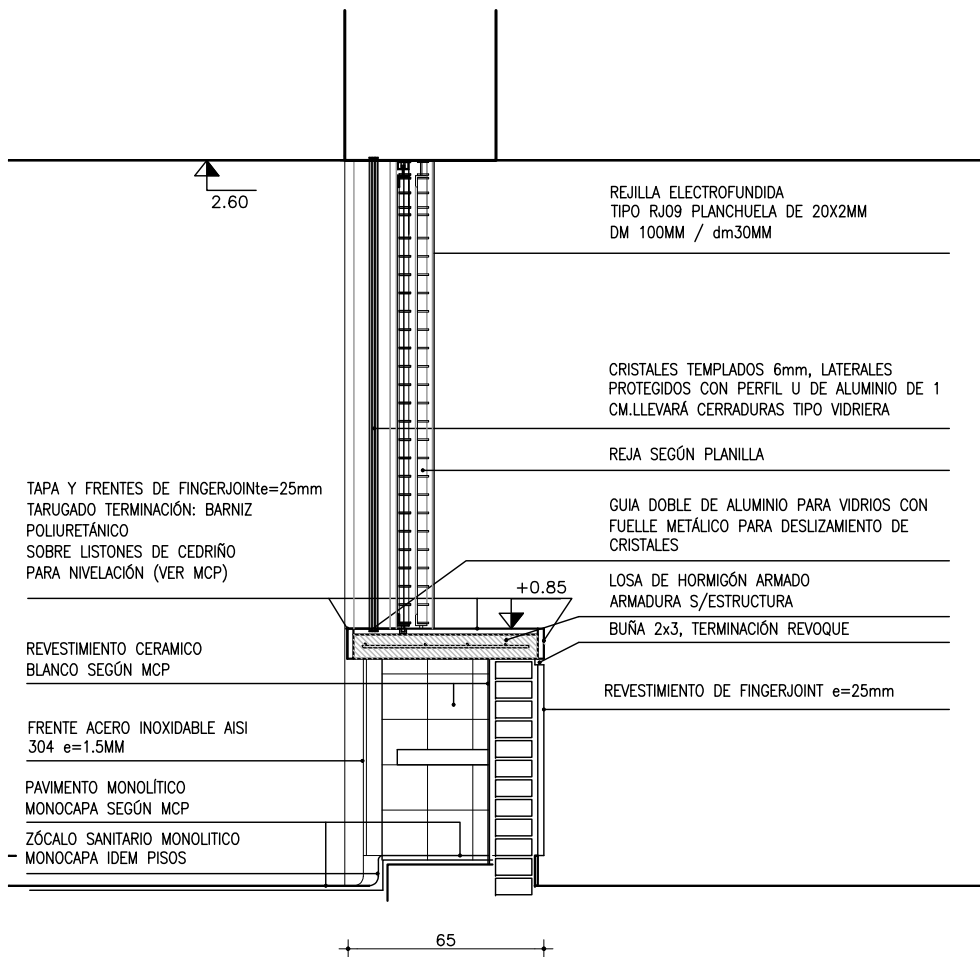 2.60
REJILLA ELECTROFUNDIDA
TIPO RJ09 PLANCHUELA DE 20X2MM
DM 100MM / dm30MM
CRISTALES TEMPLADOS 6mm, LATERALES
PROTEGIDOS CON PERFIL U DE ALUMINIO DE 1
CM.LLEVARÁ CERRADURAS TIPO VIDRIERA
REJA SEGÚN PLANILLA
TAPA Y FRENTES DE FINGERJOINte=25mm
TARUGADO TERMINACIÓN: BARNIZ
POLIURETÁNICO
SOBRE LISTONES DE CEDRIÑO
PARA NIVELACIÓN (VER MCP)
GUIA DOBLE DE ALUMINIO PARA VIDRIOS CON
FUELLE METÁLICO PARA DESLIZAMIENTO DE
CRISTALES
+0.85
LOSA DE HORMIGÓN ARMADO
ARMADURA S/ESTRUCTURA
BUÑA 2x3, TERMINACIÓN REVOQUE
REVESTIMIENTO CERAMICO
BLANCO SEGÚN MCP
REVESTIMIENTO DE FINGERJOINT e=25mm
FRENTE ACERO INOXIDABLE AISI
304 e=1.5MM
PAVIMENTO MONOLÍTICO
MONOCAPA SEGÚN MCP
ZÓCALO SANITARIO MONOLITICO
MONOCAPA IDEM PISOS
65